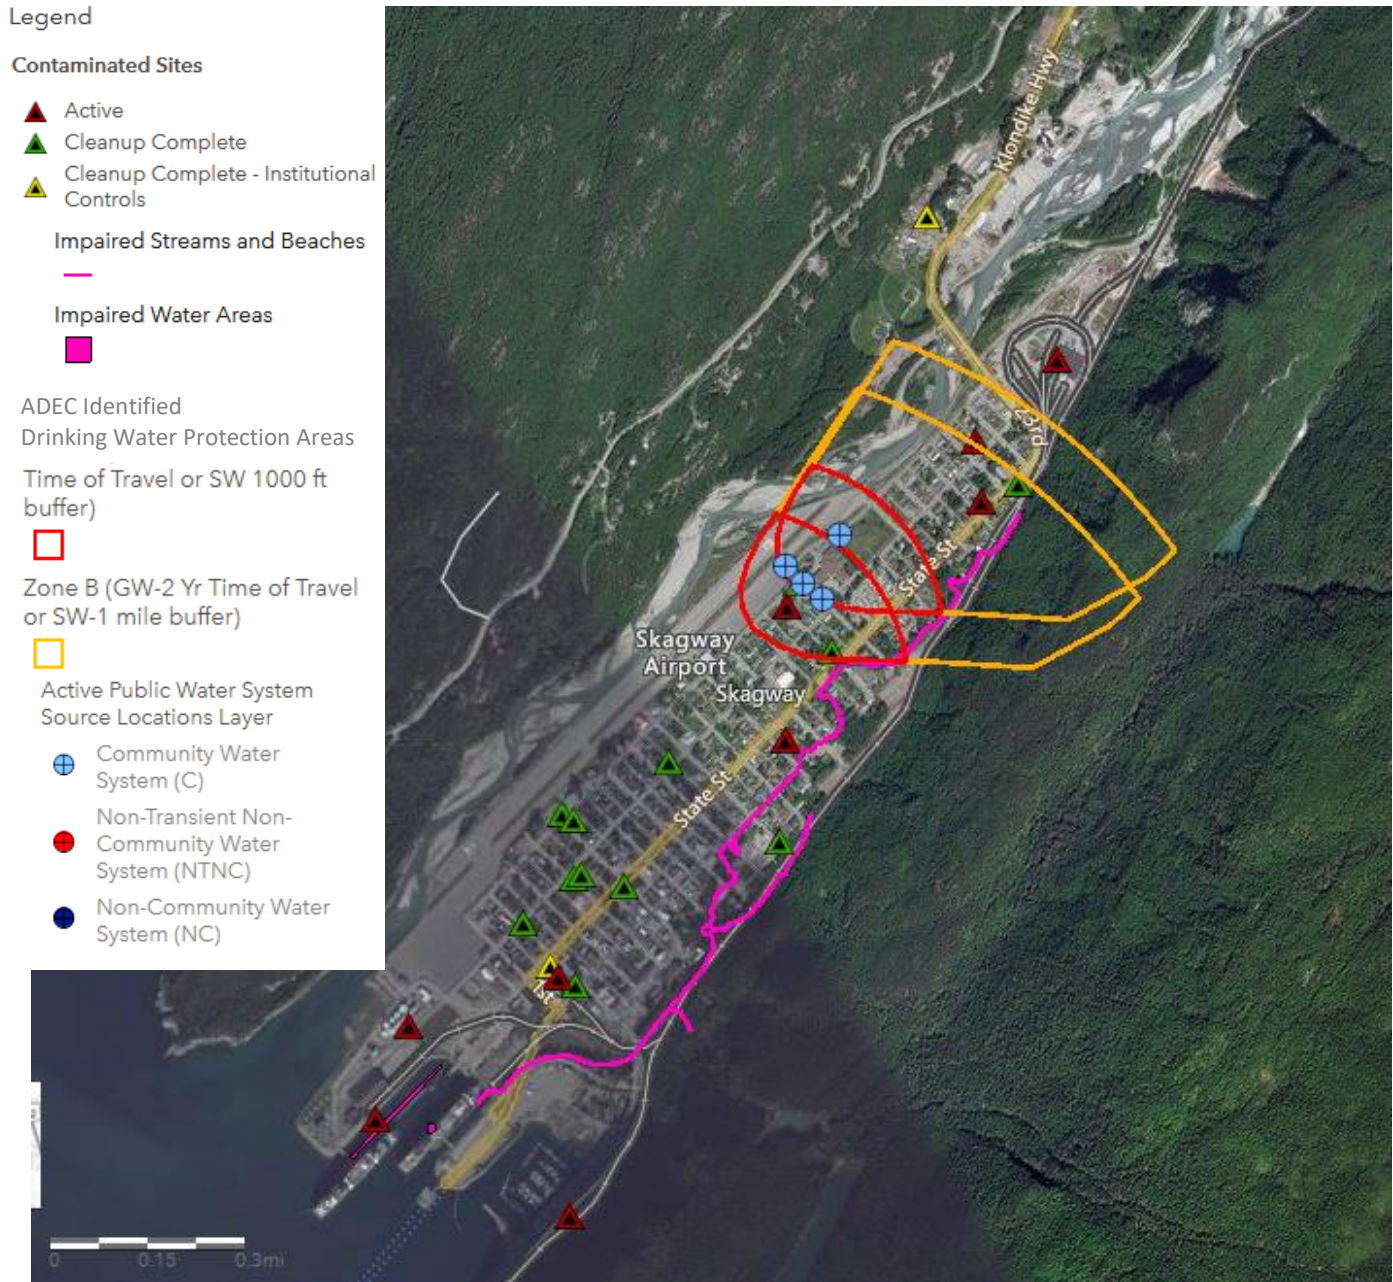 Legend
Contaminated Sites
Active
Cleanup Complete
Cleanup Complete - Institutional
Controls
Impaired Streams and Beaches
Impaired Water Areas
ADEC Identified
Drinking Water Protection Areas
Time of Travel or SW 1000 ft
buffer)
Zone B (GW-2 Yr Time of Travel
or SW-1 mile buffer)
Active Public Water System
Source Locations Layer
Community Water
System (C)
Non-Transient Non-
Community Water
System (NTNC)
Non-Community Water
System (NC)
Klondike Hwy
23rd
State St
Skagway
Airport
Skagway
State St
1st
0 0.15 0.3mi